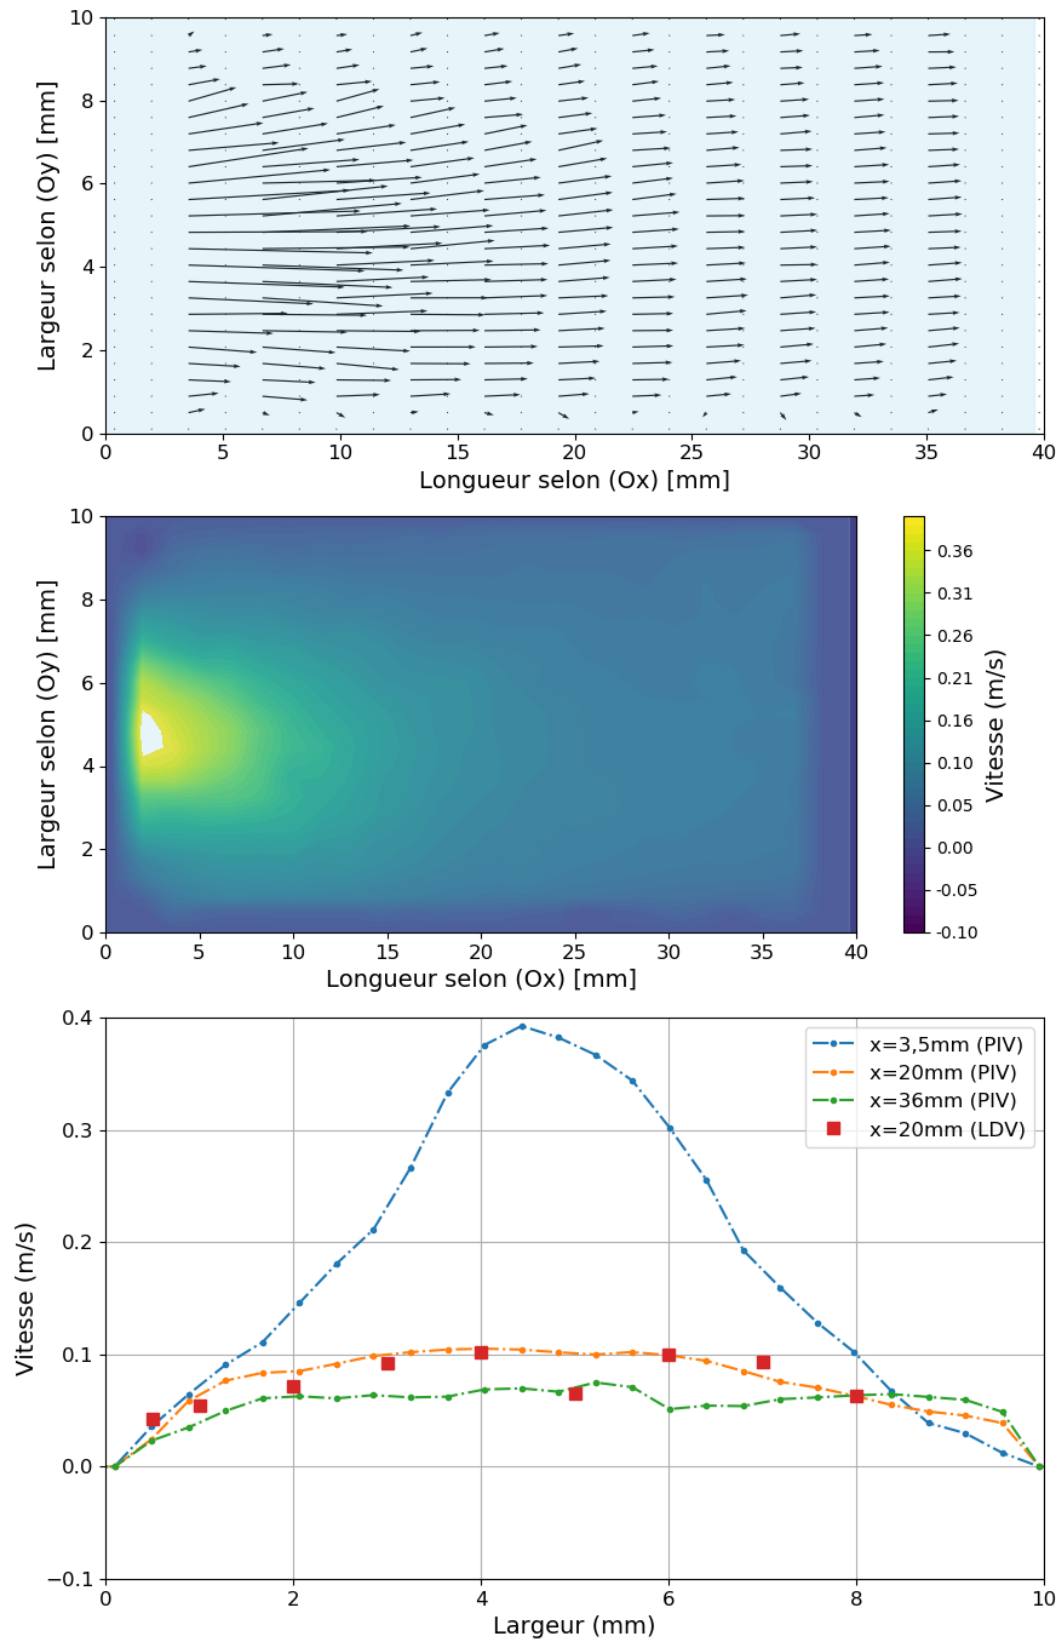 10
8
6
4
2
0
Largeur selon (Oy) [mm]
0 5 10 15 20 25 30 35 40
Longueur selon (Ox) [mm]
10
8
6
4
2
0
Largeur selon (Oy) [mm]
0 5 10 15 20 25 30 35 40
Longueur selon (Ox) [mm]
0.36
0.31
0.26
0.21
0.16
0.10
0.05
0.00
-0.05
-0.10
Vitesse (m/s)
0.4
0.3
0.2
0.1
0.0
−0.1
Vitesse (m/s)
x=3,5mm (PIV)
x=20mm (PIV)
x=36mm (PIV)
x=20mm (LDV)
0 2 4 6 8 10
Largeur (mm)